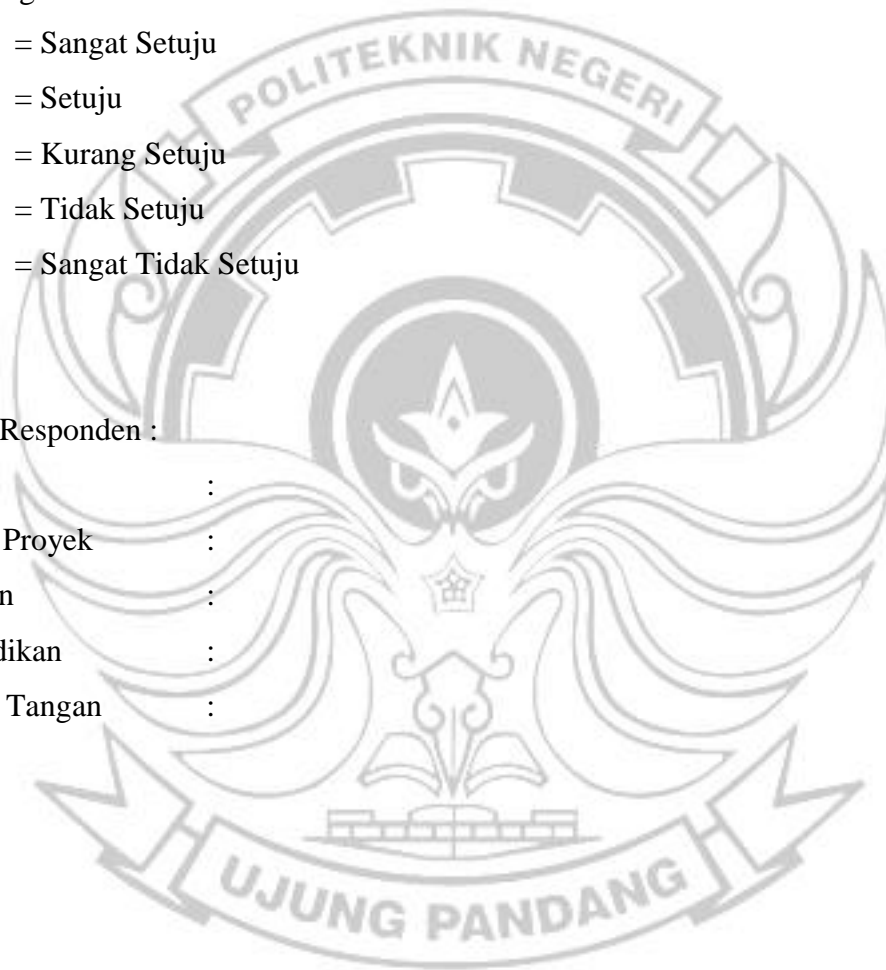 POLITEKNIK NEGERI
= Sangat Setuju
= Setuju
= Kurang Setuju
= Tidak Setuju
= Sangat Tidak Setuju
Responden :
:
Proyek :
:
dikan :
Tangan :
UJUNG PANDANG